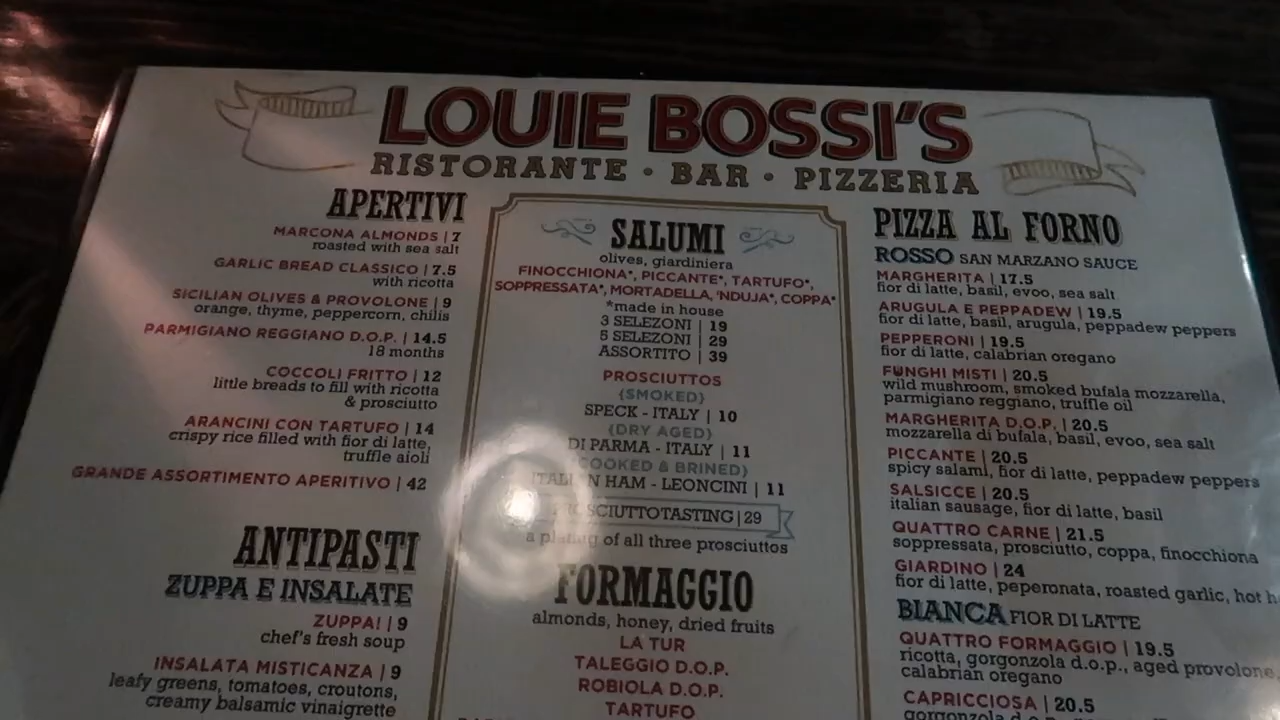 LOUIE BOSSI'S
RISTORANTE • BAR • PIZZERIA
APERTIVI
MARCONA ALMONDS | 7
roasted with sea salt
GARLIC BREAD CLASSICO | 7.5
with ricotta
SICILIAN OLIVES & PROVOLONE | 9
orange, thyme, peppercorn, chilis
PARMIGIANO REGGIANO D.O.P. | 14.5
18 months
COCCOLI FRITTO | 12
little breads to fill with ricotta
& prosciutto
ARANCINI CON TARTUFO | 14
crispy rice filled with fior di latte,
truffle aioli
GRANDE ASSORTIMENTO APERITIVO | 42
ANTIPASTI
ZUPPA E INSALATE
ZUPPA! | 9
chef's fresh soup
INSALATA MISTICANZA | 9
leafy greens, tomatoes, croutons,
creamy balsamic vinaigrette
SALUMI
olives, giardiniera
FINOCCHIONA*, PICCANTE*, TARTUFO*,
SOPPRESSATA*, MORTADELLA, 'NDUJA*, COPPA*
*made in house
3 SELEZONI | 19
5 SELEZONI | 29
ASSORTITO | 39
PROSCIUTTOS
{SMOKED}
SPECK - ITALY | 10
{DRY AGED}
DI PARMA - ITALY | 11
COOKED & BRINED}
HAM - LEONCINI | 11
TASTING | 29
a plating of all three prosciuttos
FORMAGGIO
almonds, honey, dried fruits
LA TUR
TALEGGIO D.O.P.
ROBIOLA D.O.P.
TARTUFO
PIZZA AL FORNO
ROSSO SAN MARZANO SAUCE
MARGHERITA | 17.5
fior di latte, basil, evoo, sea salt
ARUGULA E PEPPADEW | 19.5
fior di latte, basil, arugula, peppadew peppers
PEPPERONI | 19.5
fior di latte, calabrian oregano
FUNGHI MISTI | 20.5
wild mushroom, smoked bufala mozzarella,
parmigiano reggiano, truffle oil
MARGHERITA D.O.P. | 20.5
mozzarella di bufala, basil, evoo, sea salt
PICCANTE | 20.5
spicy salami, fior di latte, peppadew peppers
SALSICCE | 20.5
italian sausage, fior di latte, basil
QUATTRO CARNE | 21.5
soppressata, prosciutto, coppa, finocchiona
GIARDINO | 24
fior di latte, peperonata, roasted garlic, hot
BIANCA FIOR DI LATTE
QUATTRO FORMAGGIO | 19.5
ricotta, gorgonzola d.o.p., aged provolone,
calabrian oregano
CAPRICCIOSA | 20.5